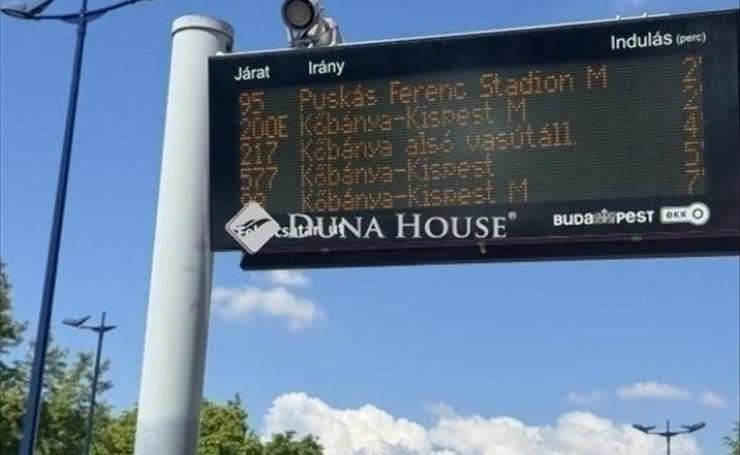 Járat Irány Indulás (perc)
95 Puskás Ferenc Stadion M 2'
200E Kőbánya-Kispest M 2'
217 Kőbánya alsó vasútáll. 4'
577 Kőbánya-Kispest 5'
Kőbánya-Kispest M 7'
DUNA HOUSE®
BUDAPEST BKK